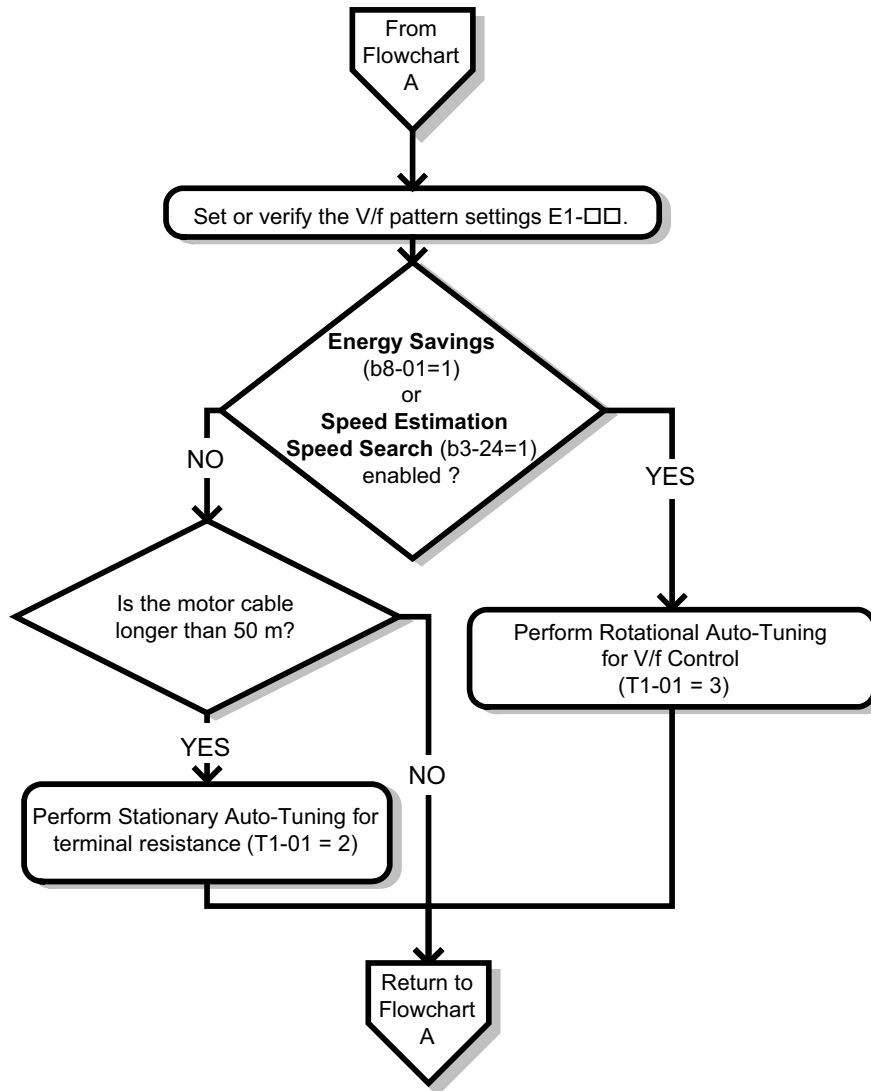 From
Flowchart
A
Set or verify the V/f pattern settings E1-□□.
Energy Savings
(b8-01=1)
or
Speed Estimation
Speed Search (b3-24=1)
enabled ?
NO
YES
Is the motor cable
longer than 50 m?
Perform Rotational Auto-Tuning
for V/f Control
(T1-01 = 3)
YES
NO
Perform Stationary Auto-Tuning for
terminal resistance (T1-01 = 2)
Return to
Flowchart
A